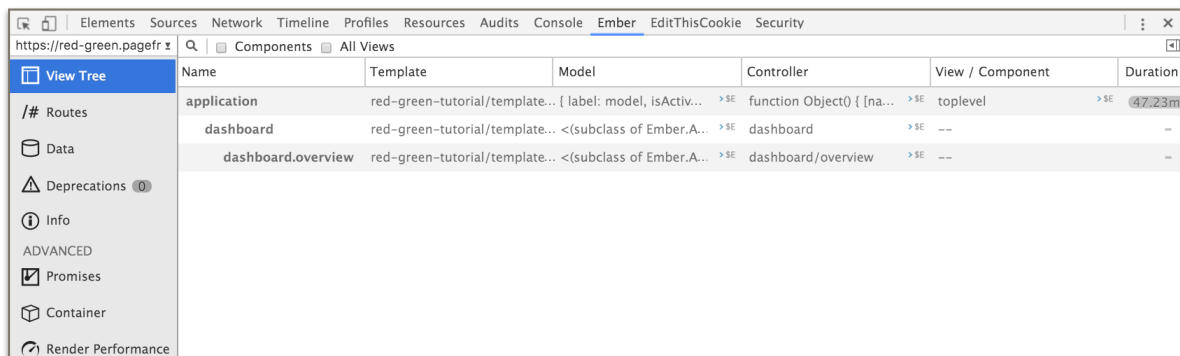 Elements Sources Network Timeline Profiles Resources Audits Console Ember EditThisCookie Security
https://red-green.pagefr Components All Views
View Tree
/# Routes
Data
Deprecations 0
Info
ADVANCED
Promises
Container
Render Performance
Name Template Model Controller View / Component Duration
application red-green-tutorial/template... { label: model, isActiv... >$E function Object() { [na... >$E toplevel >$E 47.23m
dashboard red-green-tutorial/template... <(subclass of Ember.A... >$E dashboard >$E -- -
dashboard.overview red-green-tutorial/template... <(subclass of Ember.A... >$E dashboard/overview >$E -- -